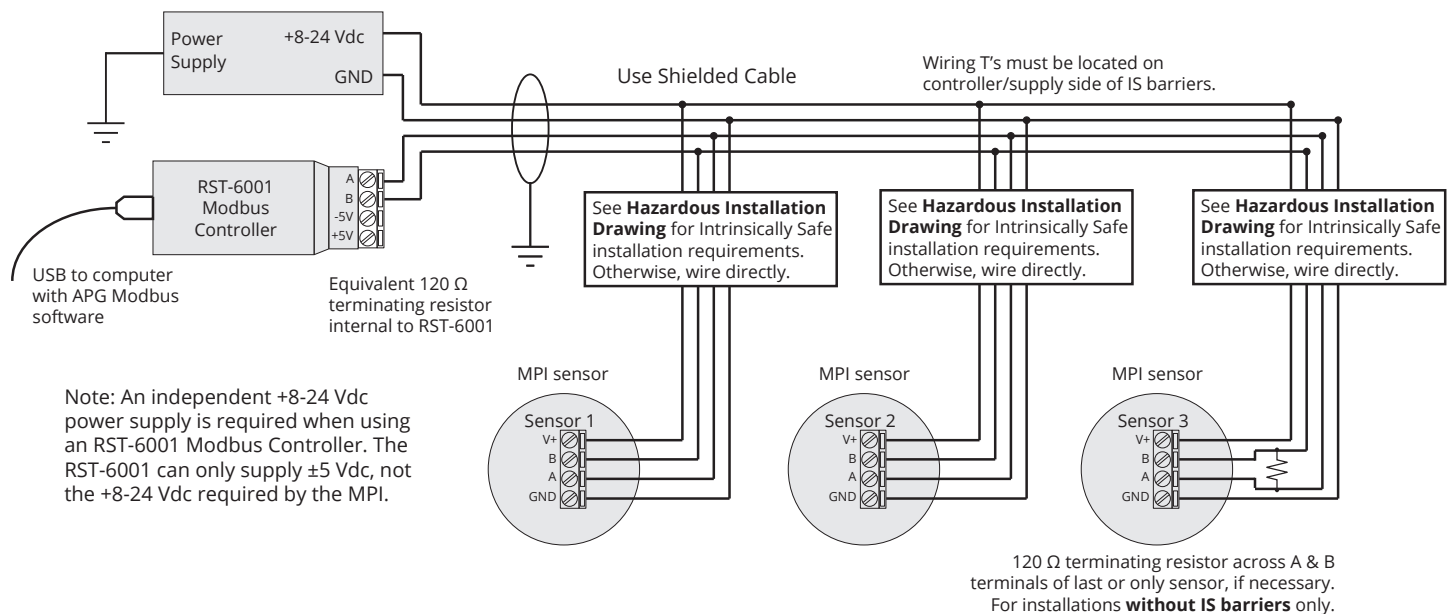 Power
Supply
+8-24 Vdc
GND
Use Shielded Cable
Wiring T's must be located on
controller/supply side of IS barriers.
RST-6001
Modbus
Controller
A
B
-5V
+5V
USB to computer
with APG Modbus
software
Equivalent 120 Ω
terminating resistor
internal to RST-6001
See Hazardous Installation
Drawing for Intrinsically Safe
installation requirements.
Otherwise, wire directly.
See Hazardous Installation
Drawing for Intrinsically Safe
installation requirements.
Otherwise, wire directly.
See Hazardous Installation
Drawing for Intrinsically Safe
installation requirements.
Otherwise, wire directly.
Note: An independent +8-24 Vdc
power supply is required when using
an RST-6001 Modbus Controller. The
RST-6001 can only supply ±5 Vdc, not
the +8-24 Vdc required by the MPI.
MPI sensor
Sensor 1
V+
B
A
GND
MPI sensor
Sensor 2
V+
B
A
GND
MPI sensor
Sensor 3
V+
B
A
GND
120 Ω terminating resistor across A & B
terminals of last or only sensor, if necessary.
For installations without IS barriers only.